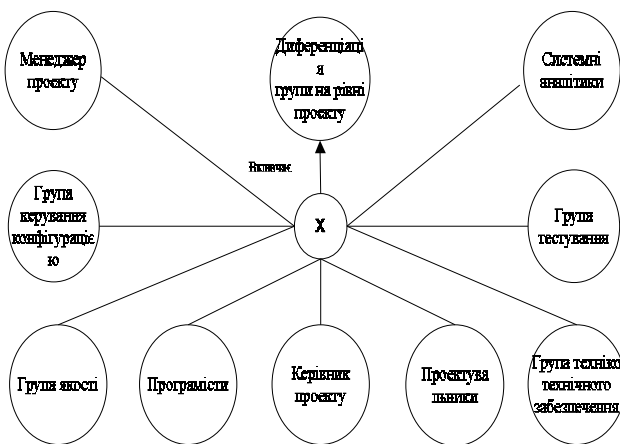 Менеджер
проекту
Диференціаці
я
групи на рівні
проекту
Системні
аналітики
Включає
Група
керування
конфігураціє
ю
X
Група
тестування
Група якості
Програмісти
Керівник
проекту
Проектува
льники
Група техніко
технічного
забезпечення